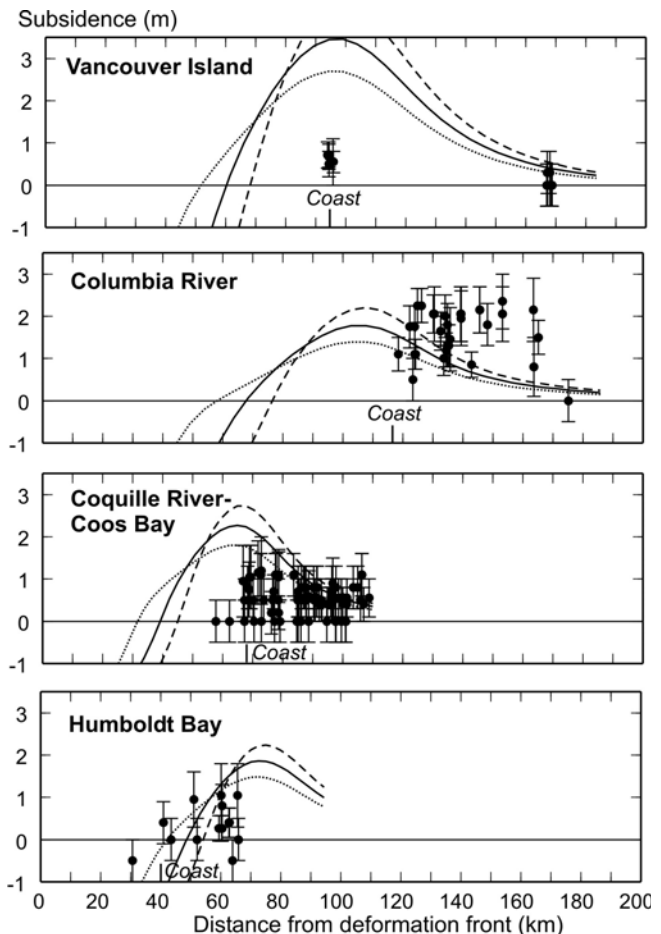 Subsidence (m)
3
Vancouver Island
2
1
0
Coast
-1
3
Columbia River
2
1
0
Coast
-1
3
Coquille River-
Coos Bay
2
1
0
Coast
-1
3
Humboldt Bay
2
1
0
Coast
-1
0 20 40 60 80 100 120 140 160 180 200
Distance from deformation front (km)